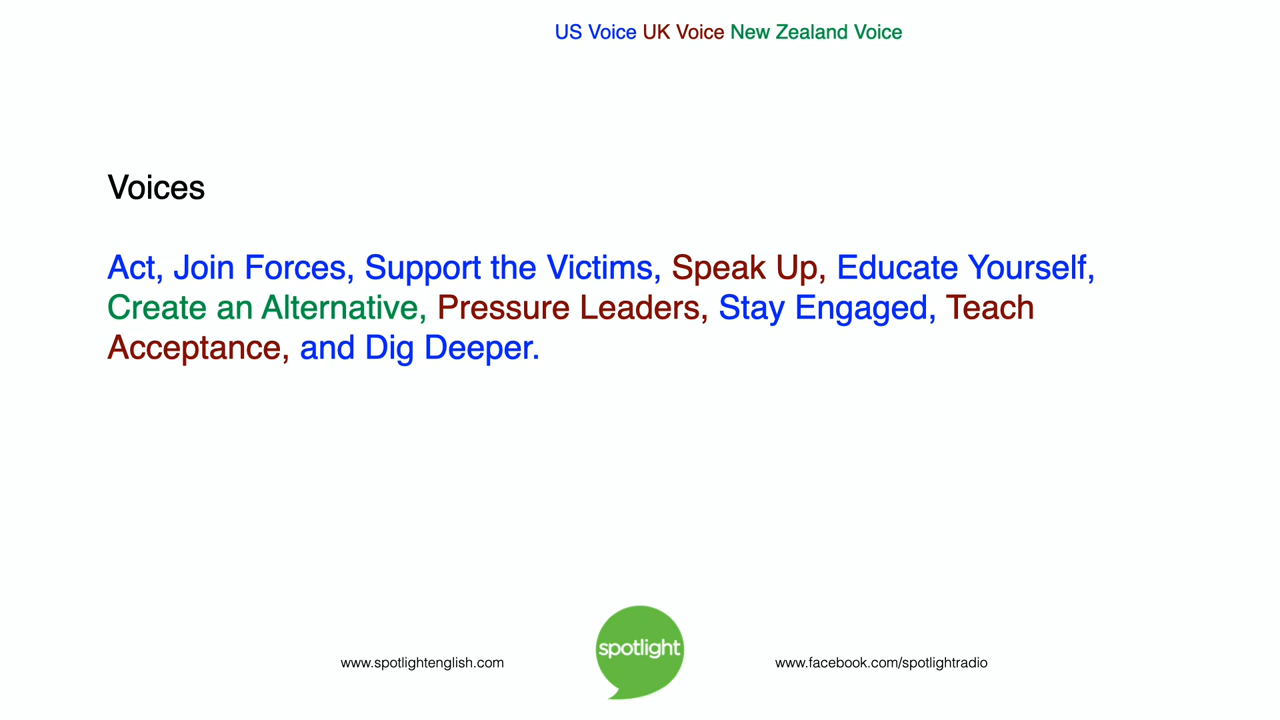 US Voice UK Voice New Zealand Voice
Voices
Act, Join Forces, Support the Victims, Speak Up, Educate Yourself,
Create an Alternative, Pressure Leaders, Stay Engaged, Teach
Acceptance, and Dig Deeper.
www.spotlightenglish.com
spotlight
www.facebook.com/spotlightradio